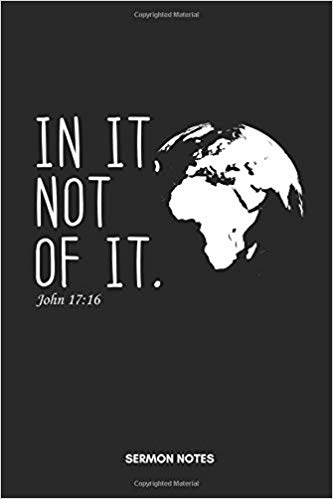 Copyrighted Material
IN IT,
NOT
OF IT.
John 17:16
SERMON NOTES
Copyrighted Material